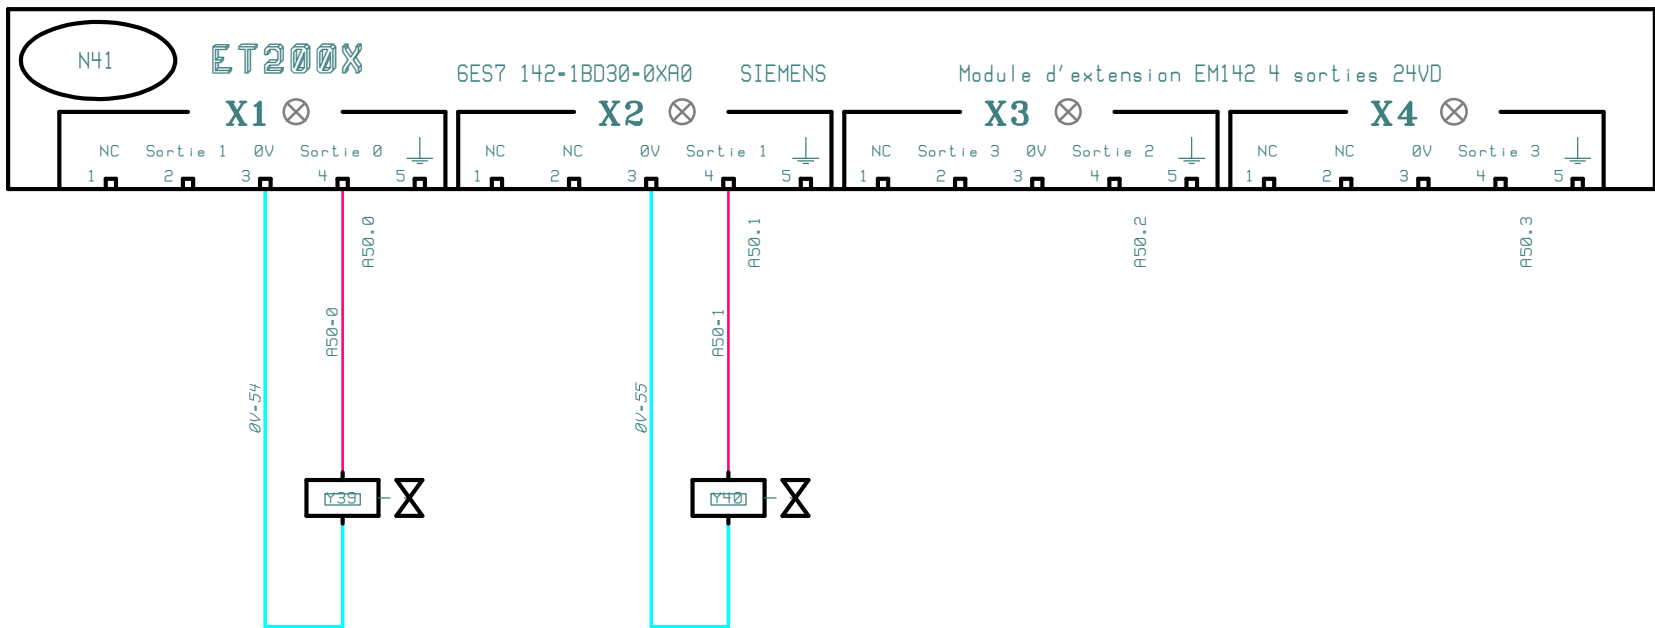 N41 ET200X 6ES7 142-1BD30-0XA0 SIEMENS Module d'extension EM142 4 sorties 24VD
X1 X2 X3 X4
NC Sortie 1 0V Sortie 0 NC NC 0V Sortie 1 NC Sortie 3 0V Sortie 2 NC NC 0V Sortie 3
1 2 3 4 5 1 2 3 4 5 1 2 3 4 5 1 2 3 4 5
A50.0 A50.1 A50.2 A50.3
A50-0 A50-1
0V-54 0V-55
Y39 Y40